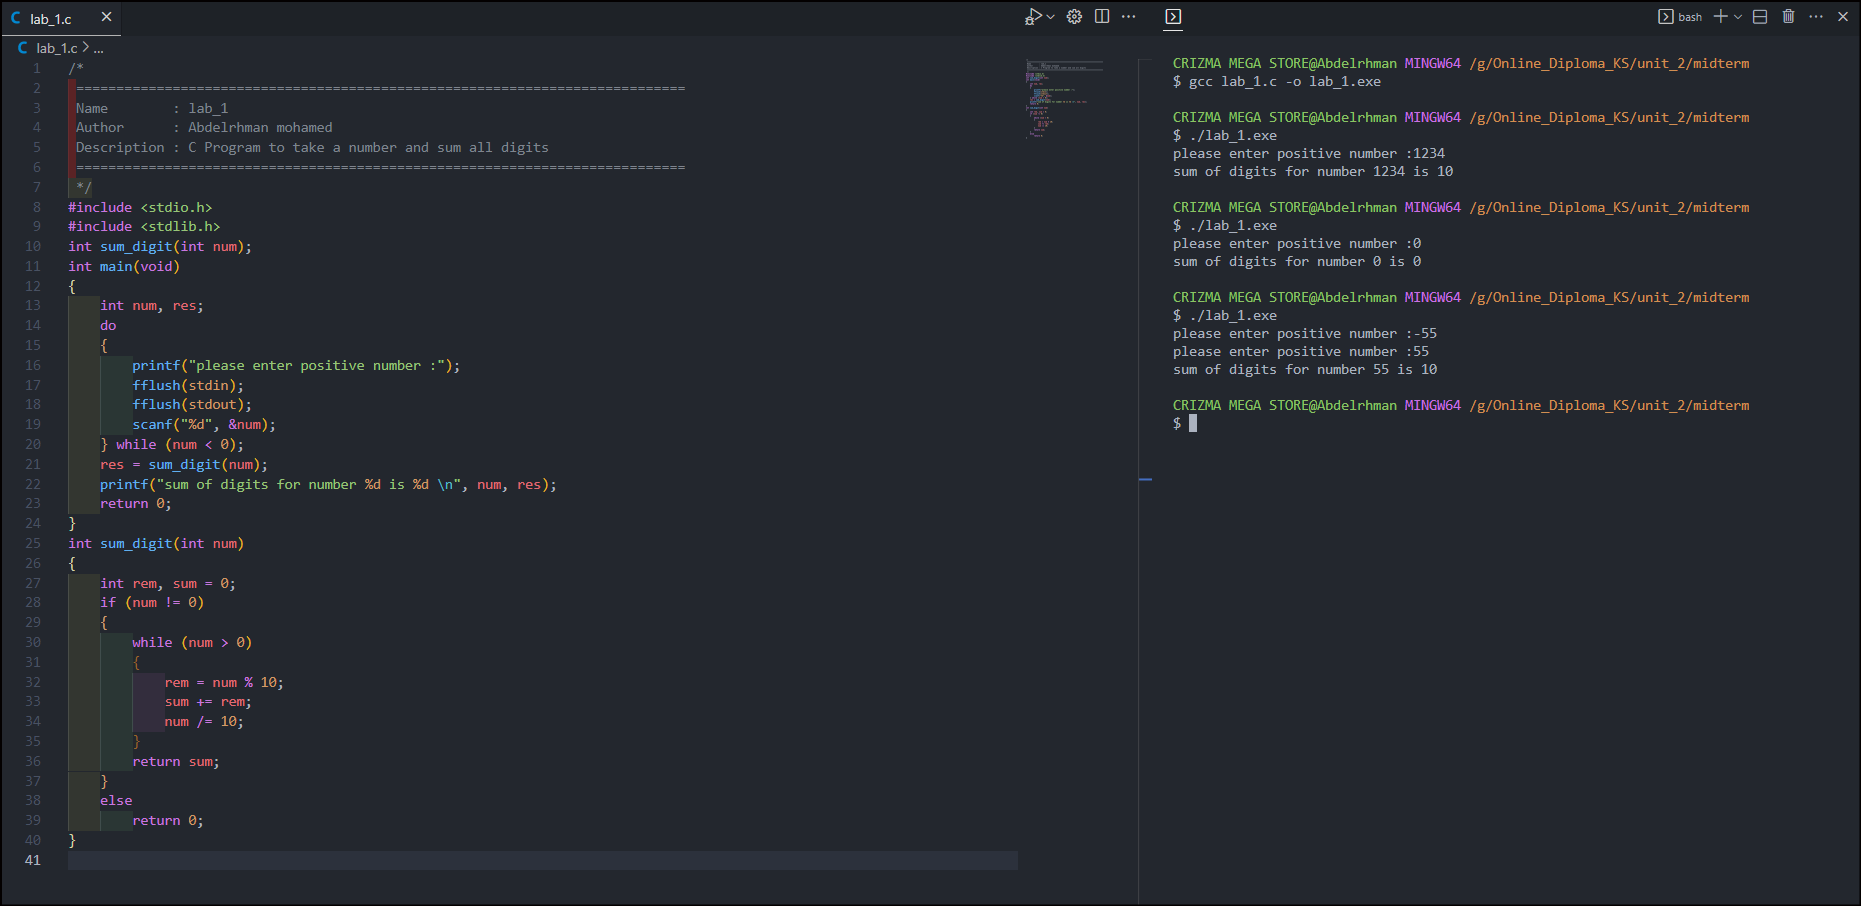 lab_1.c
lab_1.c > ...
1 /*
2 ============================================================================
3 Name        : lab_1
4 Author      : Abdelrhman mohamed
5 Description : C Program to take a number and sum all digits
6 ============================================================================
7 */
8 #include <stdio.h>
9 #include <stdlib.h>
10 int sum_digit(int num);
11 int main(void)
12 {
13     int num, res;
14     do
15     {
16         printf("please enter positive number :");
17         fflush(stdin);
18         fflush(stdout);
19         scanf("%d", &num);
20     } while (num < 0);
21     res = sum_digit(num);
22     printf("sum of digits for number %d is %d \n", num, res);
23     return 0;
24 }
25 int sum_digit(int num)
26 {
27     int rem, sum = 0;
28     if (num != 0)
29     {
30         while (num > 0)
31         {
32             rem = num % 10;
33             sum += rem;
34             num /= 10;
35         }
36         return sum;
37     }
38     else
39         return 0;
40 }
41
bash
CRIZMA MEGA STORE@Abdelrhman MINGW64 /g/Online_Diploma_KS/unit_2/midterm
$ gcc lab_1.c -o lab_1.exe
CRIZMA MEGA STORE@Abdelrhman MINGW64 /g/Online_Diploma_KS/unit_2/midterm
$ ./lab_1.exe
please enter positive number :1234
sum of digits for number 1234 is 10
CRIZMA MEGA STORE@Abdelrhman MINGW64 /g/Online_Diploma_KS/unit_2/midterm
$ ./lab_1.exe
please enter positive number :0
sum of digits for number 0 is 0
CRIZMA MEGA STORE@Abdelrhman MINGW64 /g/Online_Diploma_KS/unit_2/midterm
$ ./lab_1.exe
please enter positive number :-55
please enter positive number :55
sum of digits for number 55 is 10
CRIZMA MEGA STORE@Abdelrhman MINGW64 /g/Online_Diploma_KS/unit_2/midterm
$